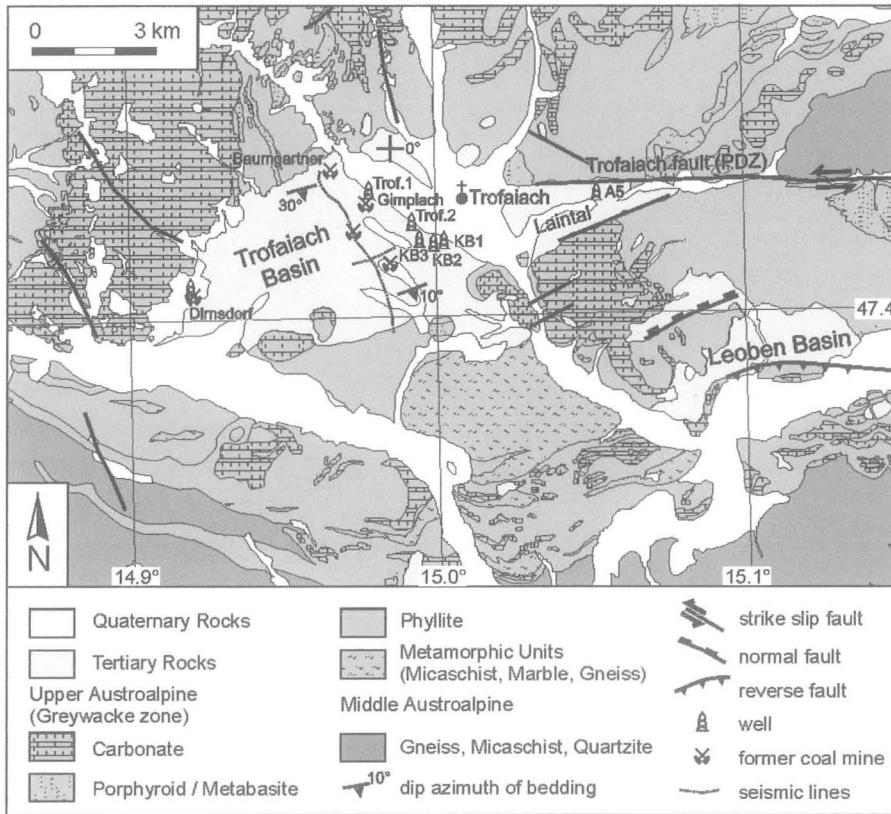 0 3 km
0°
Baumgartner
Trofaiach fault (PDZ)
30°
Trof.1
Gimplach
Trofaiach
A5
Trof.2
Laintal
Trofaiach
Basin
KB1
KB3
KB2
10°
Dirnsdorf
47.4
Leoben Basin
N
14.9° 15.0° 15.1°
Quaternary Rocks
Tertiary Rocks
Upper Austroalpine
(Greywacke zone)
Carbonate
Porphyroid / Metabasite
Phyllite
Metamorphic Units
(Micaschist, Marble, Gneiss)
Middle Austroalpine
Gneiss, Micaschist, Quartzite
10° dip azimuth of bedding
strike slip fault
normal fault
reverse fault
well
former coal mine
seismic lines